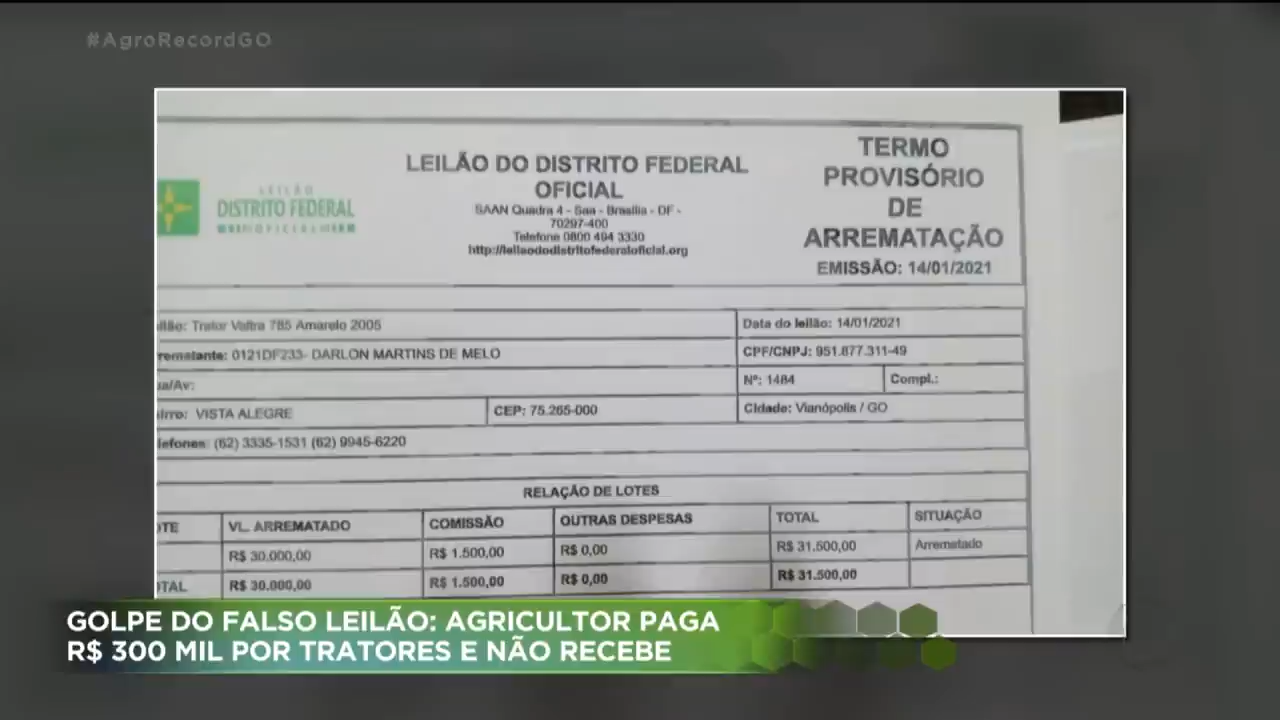 #AgroRecordGO
LEILÃO
DISTRITO FEDERAL
OFICIAL
LEILÃO DO DISTRITO FEDERAL
OFICIAL
SAAN Quadra 4 - Saa - Brasília - DF -
70297-400
Telefone 0800 494 3330
http://leilaododistritofederaloficial.org
TERMO
PROVISÓRIO
DE
ARREMATAÇÃO
EMISSÃO: 14/01/2021
ilão: Trator Valtra 785 Amarelo 2005
Data do leilão: 14/01/2021
rematante: 0121DF233- DARLON MARTINS DE MELO
CPF/CNPJ: 951.877.311-49
ua/Av:
Nº: 1484
Compl.:
irro: VISTA ALEGRE
CEP: 75.265-000
Cidade: Vianópolis / GO
lefones: (62) 3335-1531 (62) 9945-6220
RELAÇÃO DE LOTES
OTE VL. ARREMATADO COMISSÃO OUTRAS DESPESAS TOTAL SITUAÇÃO
R$ 30.000,00 R$ 1.500,00 R$ 0,00 R$ 31.500,00 Arrematado
OTAL R$ 30.000,00 R$ 1.500,00 R$ 0,00 R$ 31.500,00
GOLPE DO FALSO LEILÃO: AGRICULTOR PAGA
R$ 300 MIL POR TRATORES E NÃO RECEBE